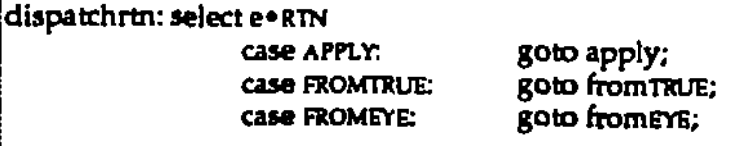 dispatchrtn: select e•RTN
case APPLY: goto apply;
case FROMTRUE: goto fromTRUE;
case FROMEYE: goto fromEYE;